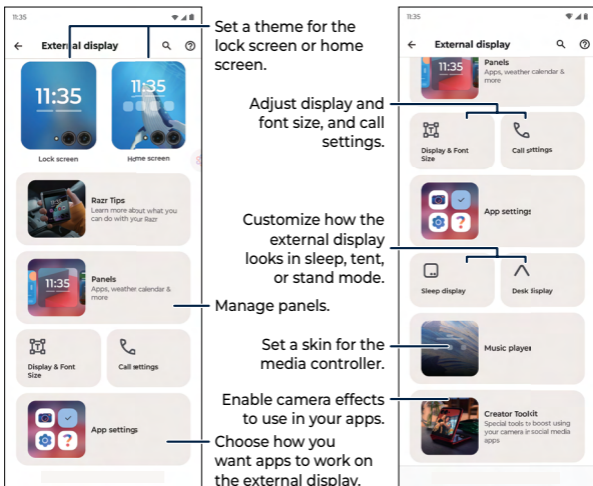 11:35
External display
11:35
11:35
Lock screen
Home screen
Razr Tips
Learn more about what you
can do with your Razr
11:35
Panels
Apps, weather calendar &
more
Display & Font
Size
Call settings
App settings
Set a theme for the
lock screen or home
screen.
Adjust display and
font size, and call
settings.
Customize how the
external display
looks in sleep, tent,
or stand mode.
Manage panels.
Set a skin for the
media controller.
Enable camera effects
to use in your apps.
Choose how you
want apps to work on
the external display.
11:35
External display
11:35
Panels
Apps, weather calendar &
more
Display & Font
Size
Call settings
App settings
Sleep display
Desk display
Music player
Creator Toolkit
Special tools to boost using
your camera in social media
apps